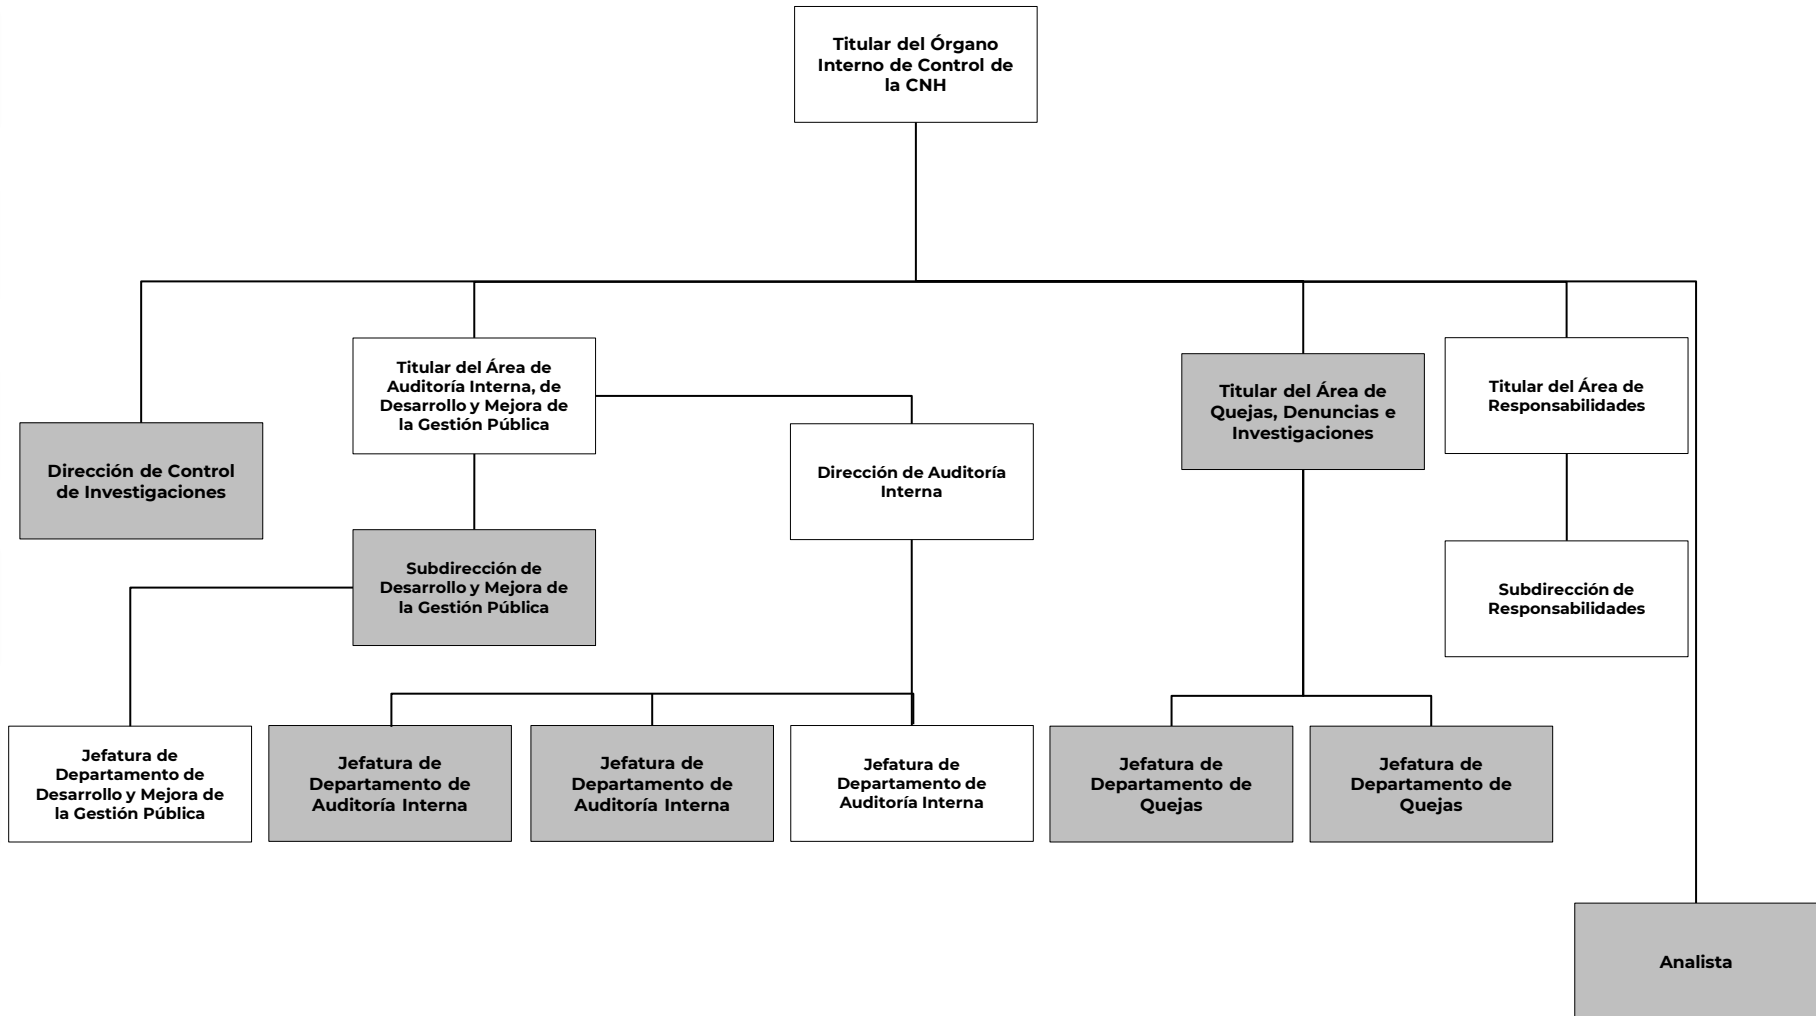 Titular del Órgano
Interno de Control de
la CNH
Titular del Área de
Auditoría Interna, de
Desarrollo y Mejora de
la Gestión Pública
Titular del Área de
Quejas, Denuncias e
Investigaciones
Titular del Área de
Responsabilidades
Dirección de Control
de Investigaciones
Dirección de Auditoría
Interna
Subdirección de
Desarrollo y Mejora de
la Gestión Pública
Subdirección de
Responsabilidades
Jefatura de
Departamento de
Desarrollo y Mejora de
la Gestión Pública
Jefatura de
Departamento de
Auditoría Interna
Jefatura de
Departamento de
Auditoría Interna
Jefatura de
Departamento de
Auditoría Interna
Jefatura de
Departamento de
Quejas
Jefatura de
Departamento de
Quejas
Analista